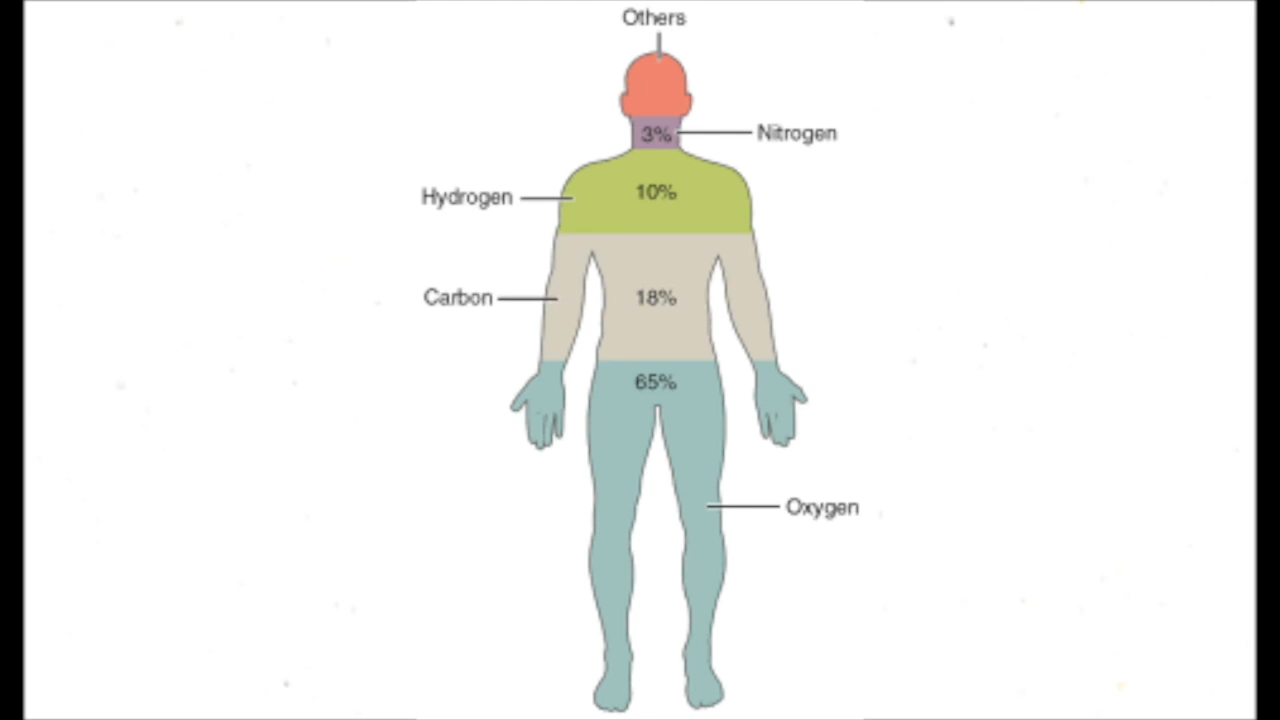 Others
3%
Nitrogen
Hydrogen
10%
Carbon
18%
65%
Oxygen